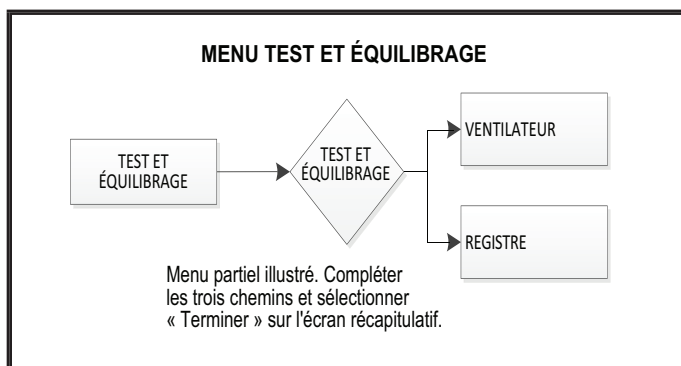 MENU TEST ET ÉQUILIBRAGE
TEST ET
ÉQUILIBRAGE
TEST ET
ÉQUILIBRAGE
VENTILATEUR
REGISTRE
Menu partiel illustré. Compléter
les trois chemins et sélectionner
« Terminer » sur l'écran récapitulatif.